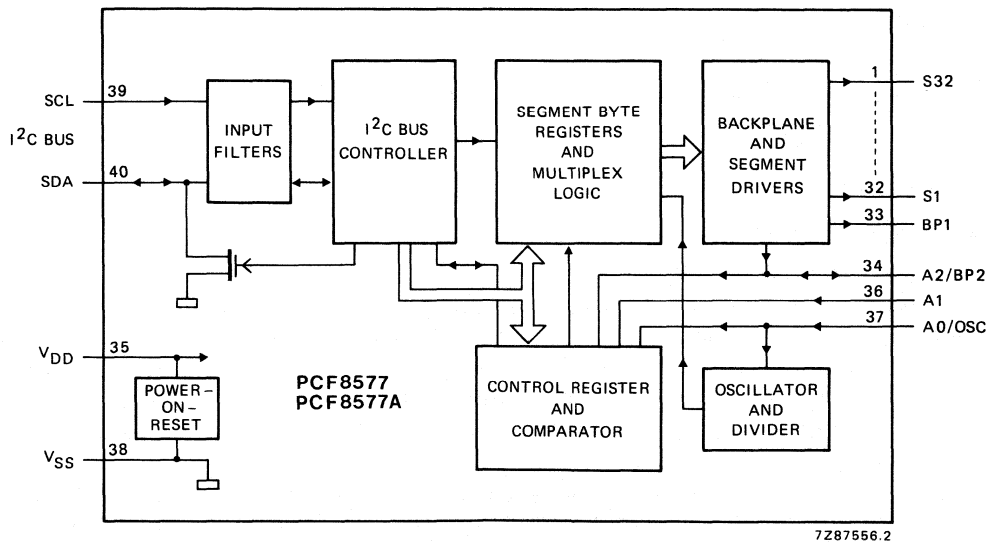 SCL 39
I²C BUS
SDA 40
INPUT
FILTERS
I²C BUS
CONTROLLER
SEGMENT BYTE
REGISTERS
AND
MULTIPLEX
LOGIC
BACKPLANE
AND
SEGMENT
DRIVERS
1 S32
32 S1
33 BP1
34 A2/BP2
36 A1
37 A0/OSC
VDD 35
POWER-
ON-
RESET
VSS 38
PCF8577
PCF8577A
CONTROL REGISTER
AND
COMPARATOR
OSCILLATOR
AND
DIVIDER
7Z87556.2